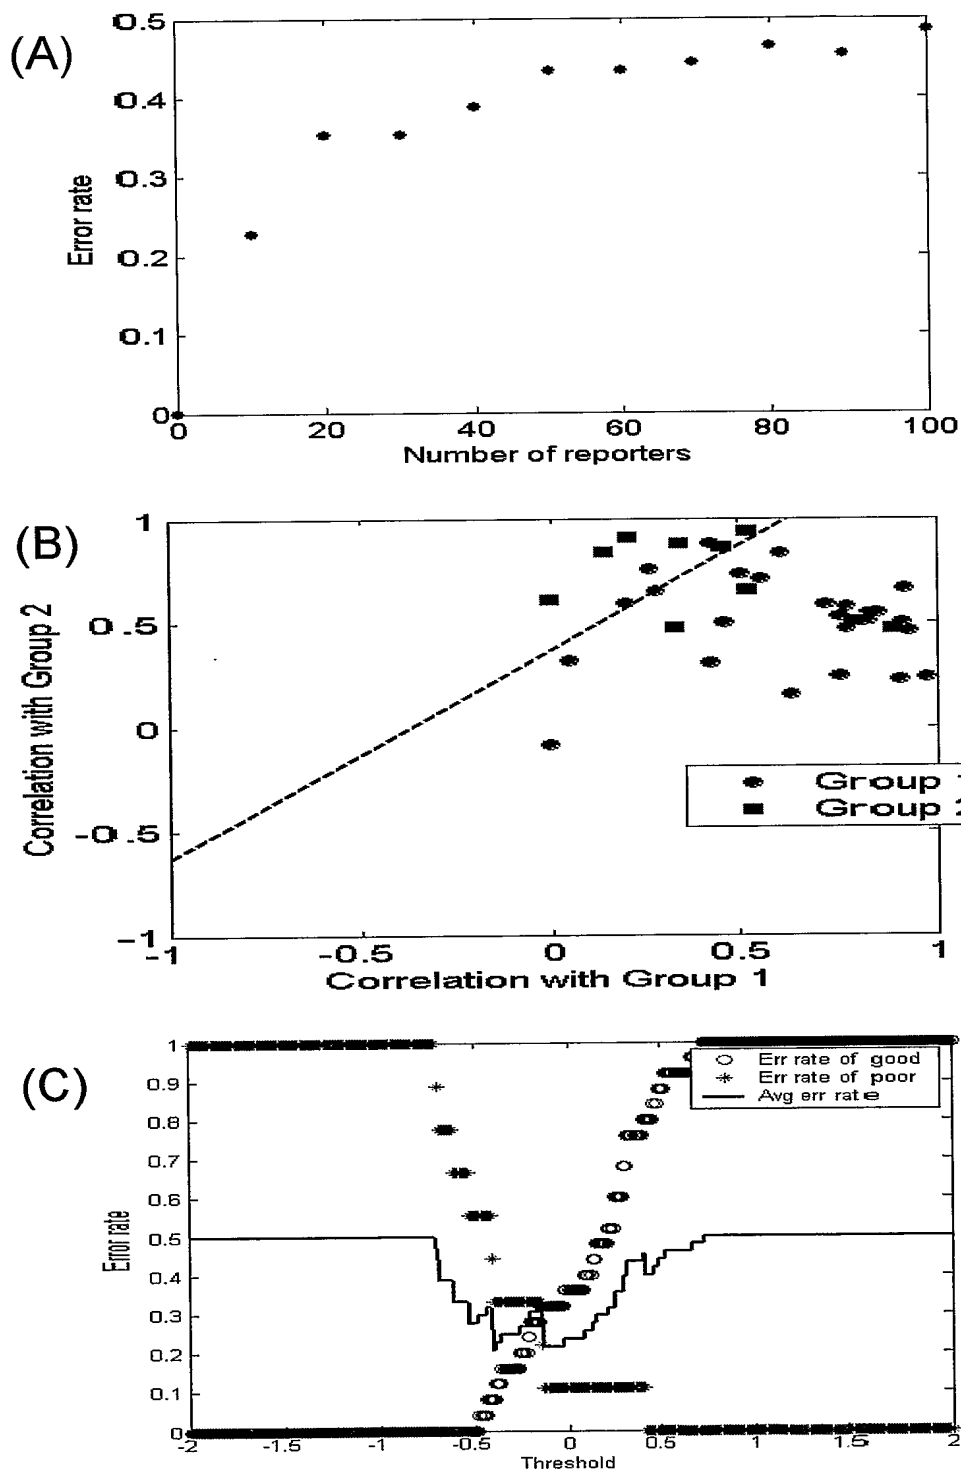 (A)
Error rate
0.5
0.4
0.3
0.2
0.1
0
0 20 40 60 80 100
Number of reporters
(B)
Correlation with Group 2
1
0.5
0
-0.5
-1
-1 -0.5 0 0.5 1
Correlation with Group 1
Group 1
Group 2
(C)
Error rate
1
0.9
0.8
0.7
0.6
0.5
0.4
0.3
0.2
0.1
0
-2 -1.5 -1 -0.5 0 0.5 1 1.5 2
Threshold
Err rate of good
Err rate of poor
Avg err rate